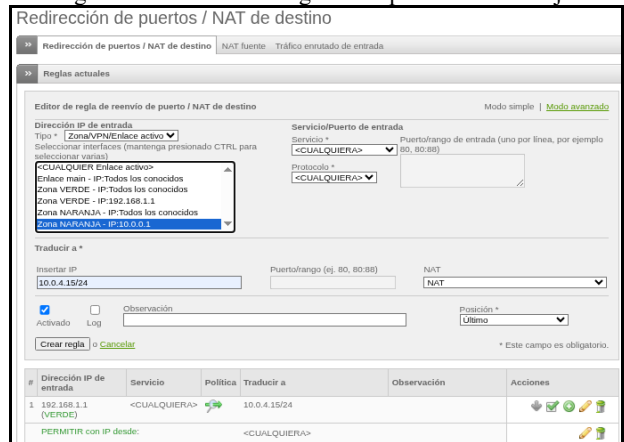 Redirección de puertos / NAT de destino
» Redirección de puertos / NAT de destino NAT fuente Tráfico enrutado de entrada
» Reglas actuales
Editor de regla de reenvío de puerto / NAT de destino Modo simple | Modo avanzado
Dirección IP de entrada Servicio/Puerto de entrada
Tipo * Zona/VPN/Enlace activo Servicio * Puerto/rango de entrada (uno por línea, por ejemplo
Seleccionar interfaces (mantenga presionado CTRL para <CUALQUIERA> 80, 80:88)
seleccionar varias)
<CUALQUIER Enlace activo> Protocolo *
Enlace main - IP:Todos los conocidos <CUALQUIERA>
Zona VERDE - IP:Todos los conocidos
Zona VERDE - IP:192.168.1.1
Zona NARANJA - IP:Todos los conocidos
Zona NARANJA - IP:10.0.0.1
Traducir a *
Insertar IP Puerto/rango (ej. 80, 80:88) NAT
10.0.4.15/24 NAT
Observación Posición *
Activado Log Último
Crear regla o Cancelar * Este campo es obligatorio.
# Dirección IP de entrada Servicio Política Traducir a Observación Acciones
1 192.168.1.1 <CUALQUIERA> 10.0.4.15/24
(VERDE)
PERMITIR con IP desde: <CUALQUIERA>